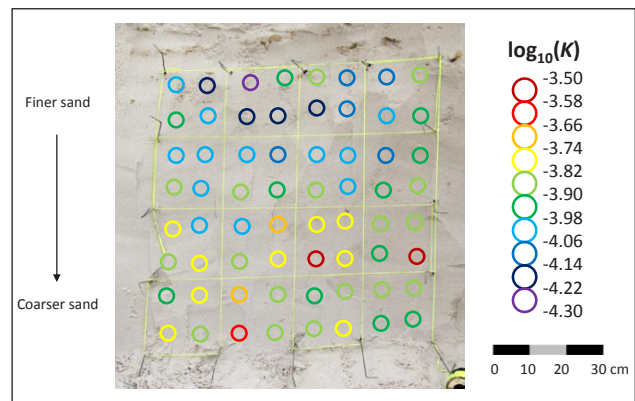 Finer sand
Coarser sand
log₁₀(K)
-3.50
-3.58
-3.66
-3.74
-3.82
-3.90
-3.98
-4.06
-4.14
-4.22
-4.30
0 10 20 30 cm